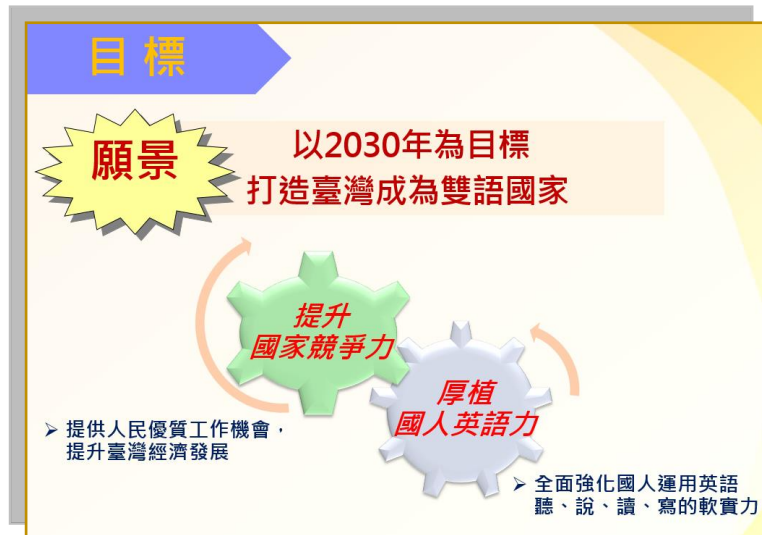 目標
願景
以2030年為目標
打造臺灣成為雙語國家
提升
國家競爭力
厚植
國人英語力
➢ 提供人民優質工作機會，
提升臺灣經濟發展
➢ 全面強化國人運用英語
聽、說、讀、寫的軟實力